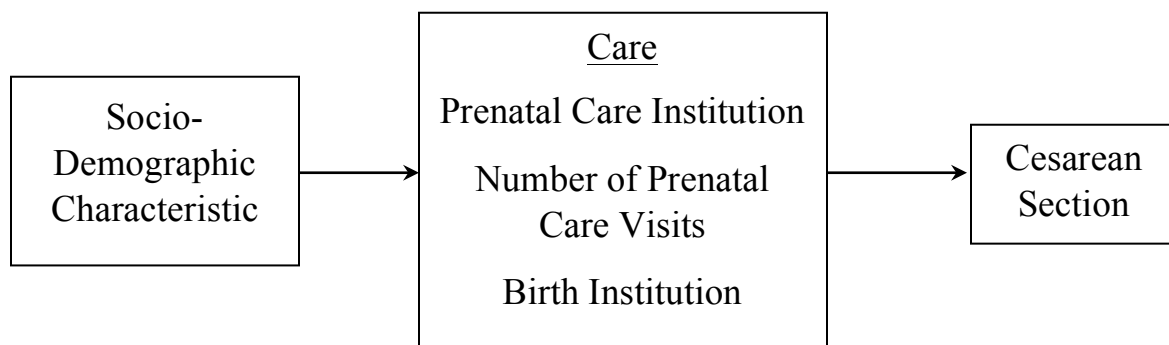 Socio-
Demographic
Characteristic
Care
Prenatal Care Institution
Number of Prenatal
Care Visits
Birth Institution
Cesarean
Section